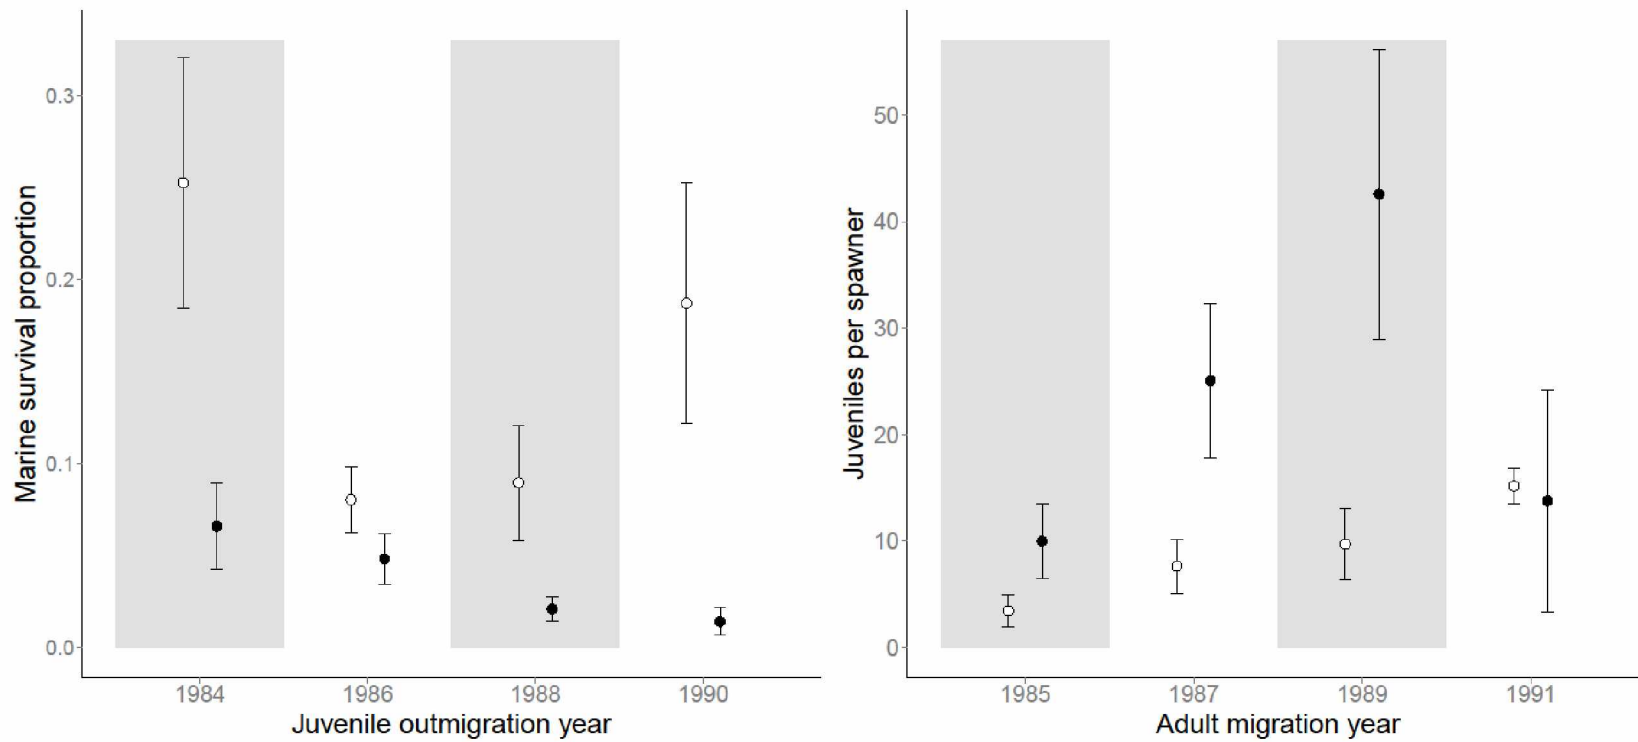 Marine survival proportion
0.3
0.2
0.1
0.0
1984 1986 1988 1990
Juvenile outmigration year
Juveniles per spawner
50
40
30
20
10
0
1985 1987 1989 1991
Adult migration year